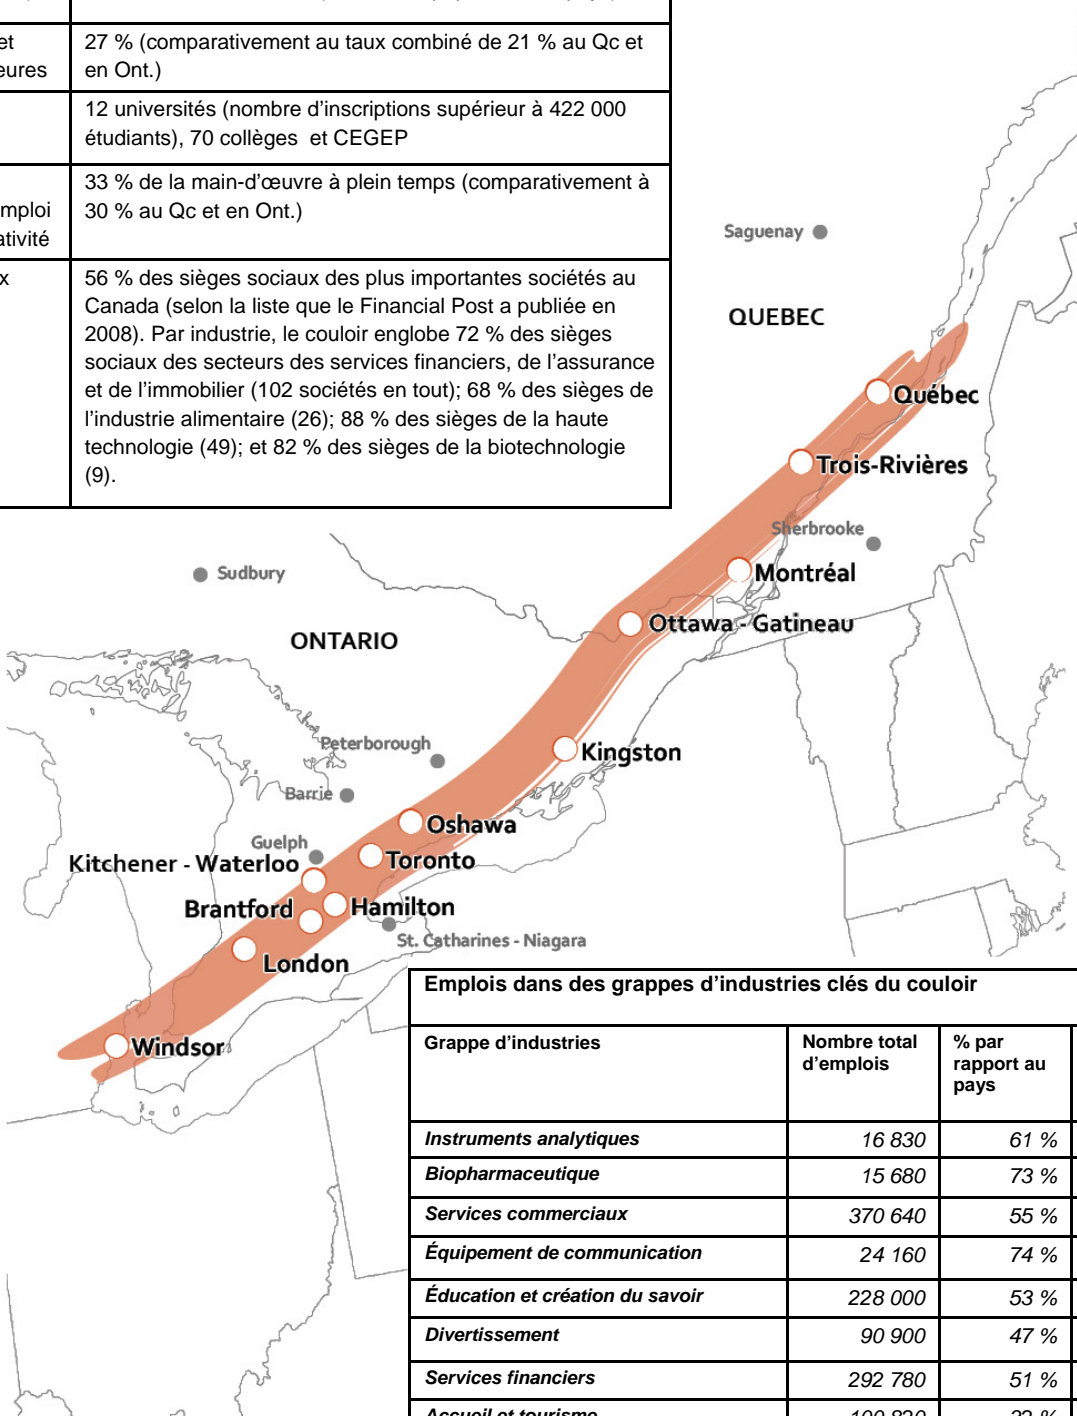 et
eures
27 % (comparativement au taux combiné de 21 % au Qc et
en Ont.)
12 universités (nombre d’inscriptions supérieur à 422 000
étudiants), 70 collèges et CEGEP
mploi
ativité
33 % de la main-d’œuvre à plein temps (comparativement à
30 % au Qc et en Ont.)
x
56 % des sièges sociaux des plus importantes sociétés au
Canada (selon la liste que le Financial Post a publiée en
2008). Par industrie, le couloir englobe 72 % des sièges
sociaux des secteurs des services financiers, de l’assurance
et de l’immobilier (102 sociétés en tout); 68 % des sièges de
l’industrie alimentaire (26); 88 % des sièges de la haute
technologie (49); et 82 % des sièges de la biotechnologie
(9).
Saguenay
QUEBEC
Québec
Trois-Rivières
Sherbrooke
Montréal
Sudbury
Ottawa - Gatineau
ONTARIO
Peterborough
Kingston
Barrie
Oshawa
Guelph
Toronto
Kitchener - Waterloo
Brantford
Hamilton
St. Catharines - Niagara
London
Windsor
Emplois dans des grappes d’industries clés du couloir
Grappe d’industries
Nombre total
d’emplois
% par
rapport au
pays
Instruments analytiques 16 830 61 %
Biopharmaceutique 15 680 73 %
Services commerciaux 370 640 55 %
Équipement de communication 24 160 74 %
Éducation et création du savoir 228 000 53 %
Divertissement 90 900 47 %
Services financiers 292 780 51 %
Accueil et tourisme